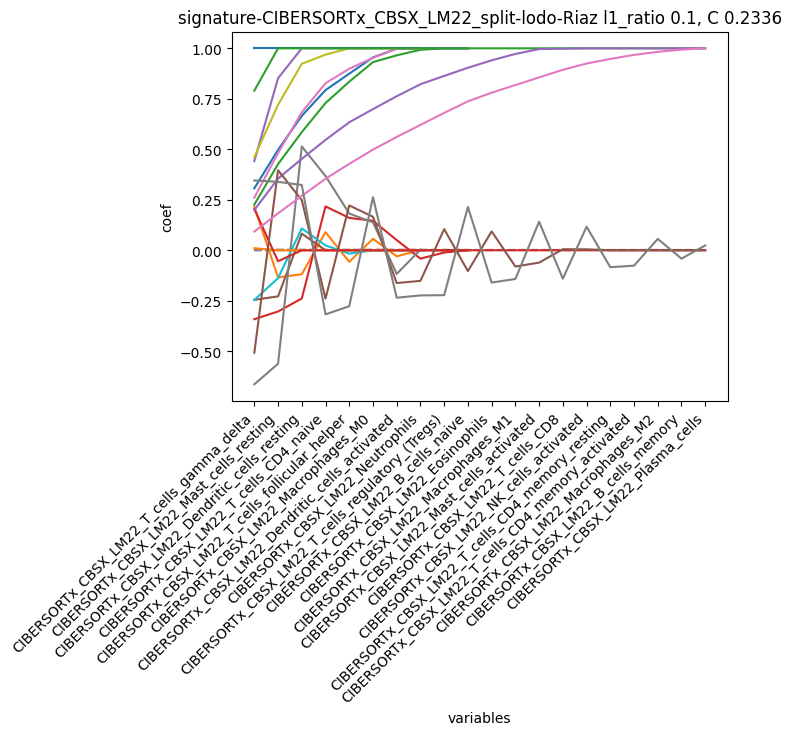 signature-CIBERSORTx_CBSX_LM22_split-lodo-Riaz l1_ratio 0.1, C 0.2336
coef
1.00
0.75
0.50
0.25
0.00
−0.25
−0.50
CIBERSORTx_CBSX_LM22_T_cells_gamma_delta
CIBERSORTx_CBSX_LM22_Mast_cells_resting
CIBERSORTx_CBSX_LM22_Dendritic_cells_resting
CIBERSORTx_CBSX_LM22_T_cells_CD4_naive
CIBERSORTx_CBSX_LM22_T_cells_follicular_helper
CIBERSORTx_CBSX_LM22_Macrophages_M0
CIBERSORTx_CBSX_LM22_Dendritic_cells_activated
CIBERSORTx_CBSX_LM22_Neutrophils
CIBERSORTx_CBSX_LM22_T_cells_regulatory_(Tregs)
CIBERSORTx_CBSX_LM22_B_cells_naive
CIBERSORTx_CBSX_LM22_Eosinophils
CIBERSORTx_CBSX_LM22_Macrophages_M1
CIBERSORTx_CBSX_LM22_Mast_cells_activated
CIBERSORTx_CBSX_LM22_T_cells_CD8
CIBERSORTx_CBSX_LM22_NK_cells_activated
CIBERSORTx_CBSX_LM22_T_cells_CD4_memory_resting
CIBERSORTx_CBSX_LM22_T_cells_CD4_memory_activated
CIBERSORTx_CBSX_LM22_Macrophages_M2
CIBERSORTx_CBSX_LM22_B_cells_memory
CIBERSORTx_CBSX_LM22_Plasma_cells
variables